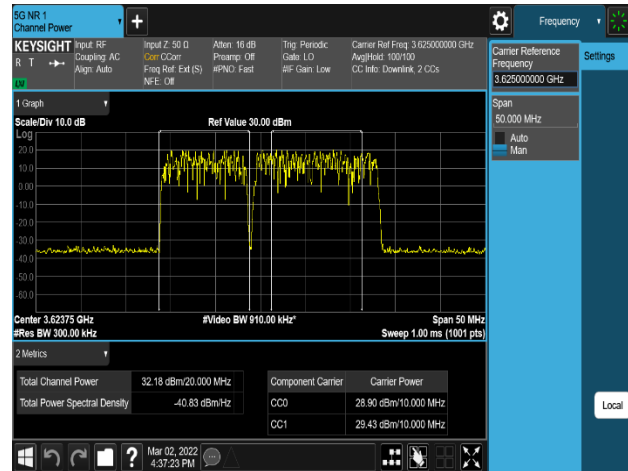 5G NR 1
Channel Power
Frequency
KEYSIGHT
R T
LXI
Input: RF
Coupling: AC
Align: Auto
Input Z: 50 Ω
Corr CCorr
Freq Ref: Ext (S)
NFE: Off
Atten: 16 dB
Preamp: Off
#PNO: Fast
Trig: Periodic
Gate: LO
#IF Gain: Low
Carrier Ref Freq: 3.625000000 GHz
Avg|Hold: 100/100
CC Info: Downlink, 2 CCs
Carrier Reference
Frequency
3.625000000 GHz
Settings
Span
50.000 MHz
Auto
Man
1 Graph
Scale/Div 10.0 dB
Ref Value 30.00 dBm
Log
20.0
10.0
0.00
-10.0
-20.0
-30.0
-40.0
-50.0
-60.0
Center 3.62375 GHz
#Video BW 910.00 kHz*
Span 50 MHz
#Res BW 300.00 kHz
Sweep 1.00 ms (1001 pts)
2 Metrics
Total Channel Power 32.18 dBm/20.000 MHz
Total Power Spectral Density -40.83 dBm/Hz
Component Carrier Carrier Power
CC0 28.90 dBm/10.000 MHz
CC1 29.43 dBm/10.000 MHz
Local
Mar 02, 2022
4:37:23 PM